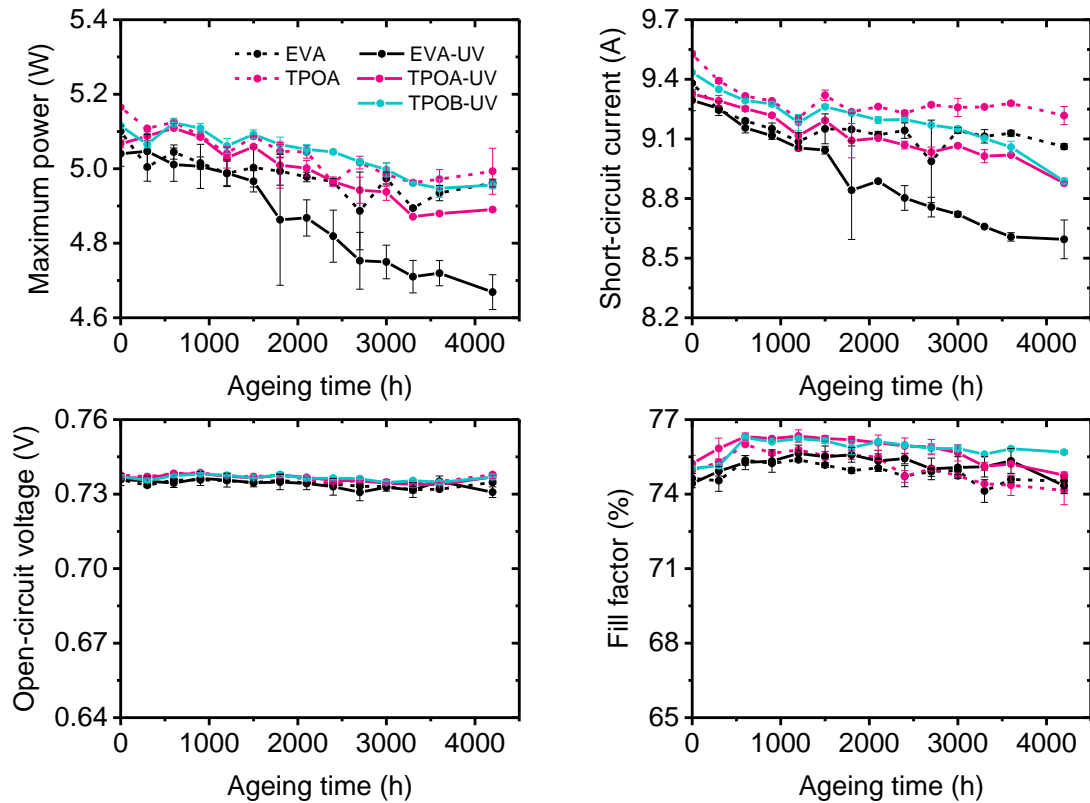 Maximum power (W)
5.4
5.2
5.0
4.8
4.6
EVA
EVA-UV
TPOA
TPOA-UV
TPOB-UV
0 1000 2000 3000 4000
Ageing time (h)
Short-circuit current (A)
9.7
9.4
9.1
8.8
8.5
8.2
0 1000 2000 3000 4000
Ageing time (h)
Open-circuit voltage (V)
0.76
0.73
0.70
0.67
0.64
0 1000 2000 3000 4000
Ageing time (h)
Fill factor (%)
77
74
71
68
65
0 1000 2000 3000 4000
Ageing time (h)